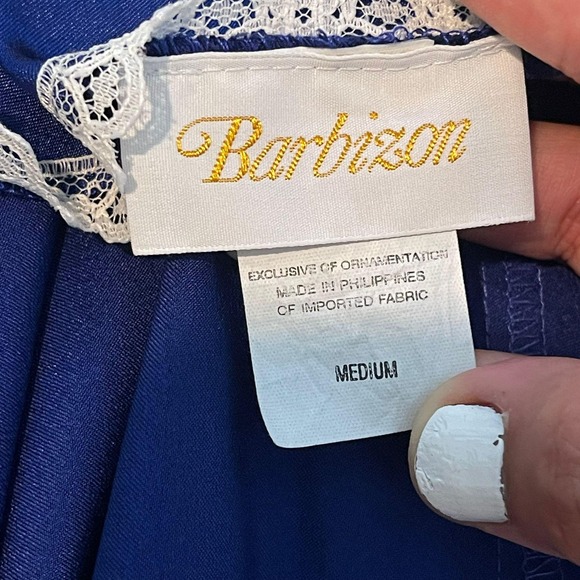 Barbizon
EXCLUSIVE OF ORNAMENTATION
MADE IN PHILIPPINES
OF IMPORTED FABRIC
MEDIUM